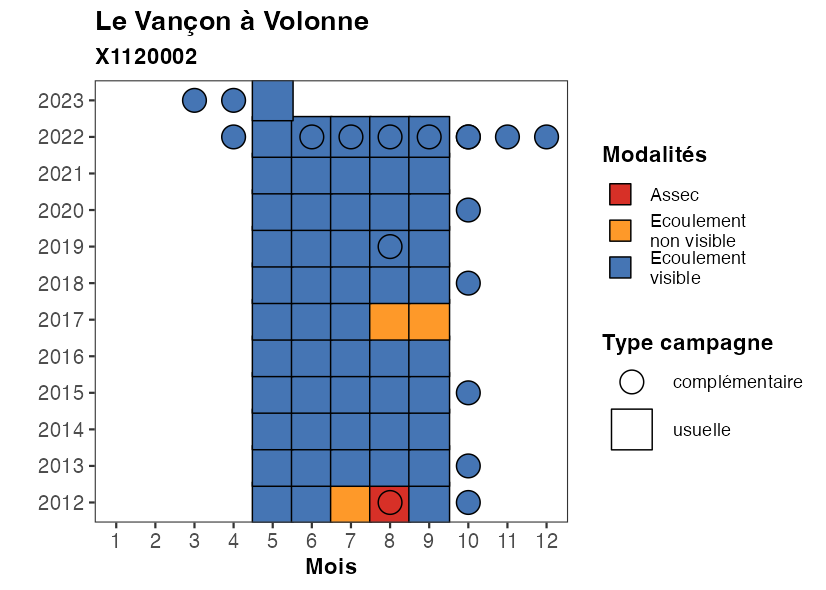 Le Vançon à Volonne
X1120002
2023
2022
2021
2020
2019
2018
2017
2016
2015
2014
2013
2012
1 2 3 4 5 6 7 8 9 10 11 12
Mois
Modalités
Assec
Ecoulement
non visible
Ecoulement
visible
Type campagne
complémentaire
usuelle